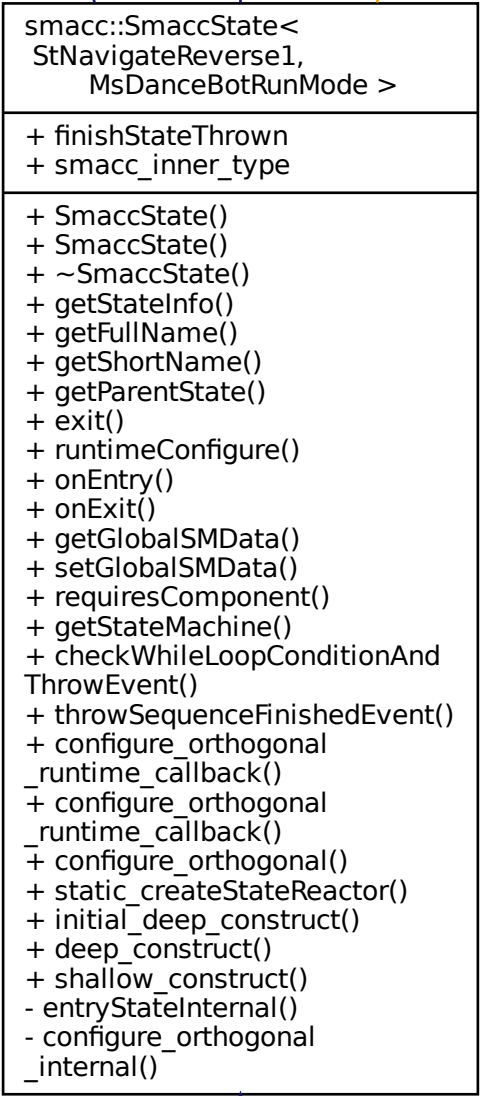 smacc::SmaccState<
StNavigateReverse1,
MsDanceBotRunMode >
+ finishStateThrown
+ smacc_inner_type
+ SmaccState()
+ SmaccState()
+ ~SmaccState()
+ getStateInfo()
+ getFullName()
+ getShortName()
+ getParentState()
+ exit()
+ runtimeConfigure()
+ onEntry()
+ onExit()
+ getGlobalSMData()
+ setGlobalSMData()
+ requiresComponent()
+ getStateMachine()
+ checkWhileLoopConditionAnd
ThrowEvent()
+ throwSequenceFinishedEvent()
+ configure_orthogonal
_runtime_callback()
+ configure_orthogonal
_runtime_callback()
+ configure_orthogonal()
+ static_createStateReactor()
+ initial_deep_construct()
+ deep_construct()
+ shallow_construct()
- entryStateInternal()
- configure_orthogonal
_internal()